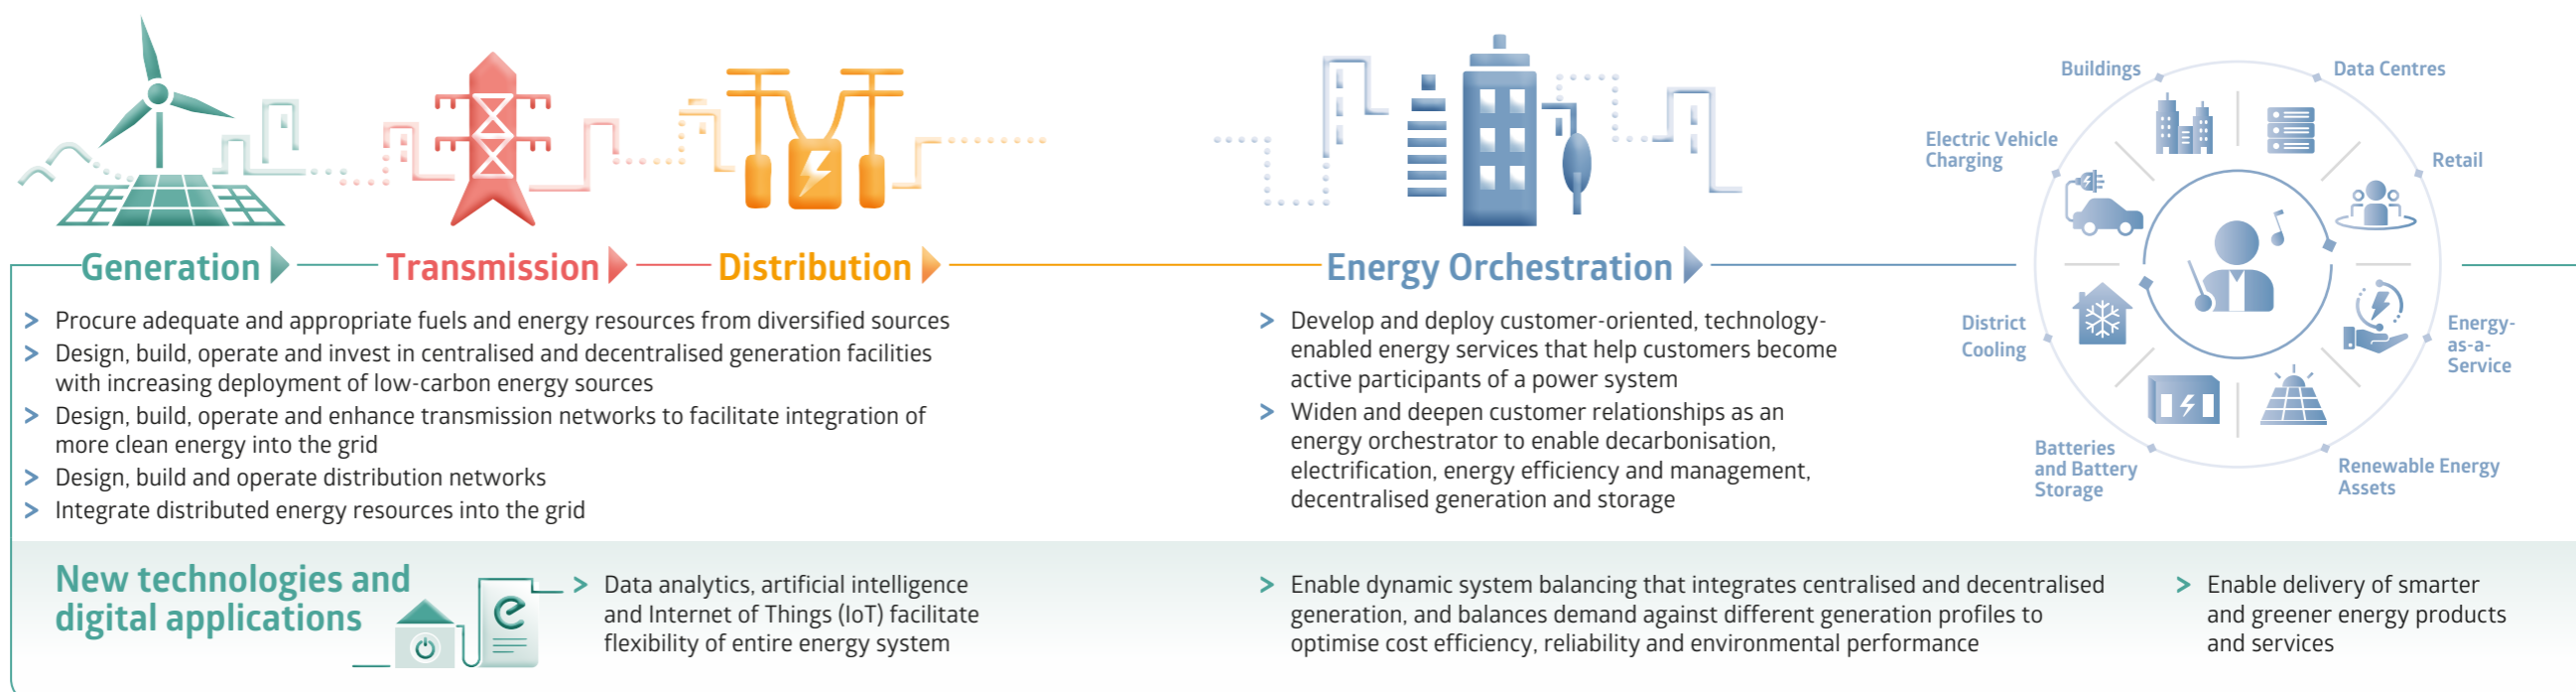 Generation
Transmission
Distribution
> Procure adequate and appropriate fuels and energy resources from diversified sources
> Design, build, operate and invest in centralised and decentralised generation facilities
with increasing deployment of low-carbon energy sources
> Design, build, operate and enhance transmission networks to facilitate integration of
more clean energy into the grid
> Design, build and operate distribution networks
> Integrate distributed energy resources into the grid
Energy Orchestration
> Develop and deploy customer-oriented, technology-
enabled energy services that help customers become
active participants of a power system
> Widen and deepen customer relationships as an
energy orchestrator to enable decarbonisation,
electrification, energy efficiency and management,
decentralised generation and storage
Buildings
Data Centres
Electric Vehicle
Charging
Retail
District
Cooling
Energy-
as-a-
Service
Batteries
and Battery
Storage
Renewable Energy
Assets
New technologies and
digital applications
e
> Data analytics, artificial intelligence
and Internet of Things (IoT) facilitate
flexibility of entire energy system
> Enable dynamic system balancing that integrates centralised and decentralised
generation, and balances demand against different generation profiles to
optimise cost efficiency, reliability and environmental performance
> Enable delivery of smarter
and greener energy products
and services